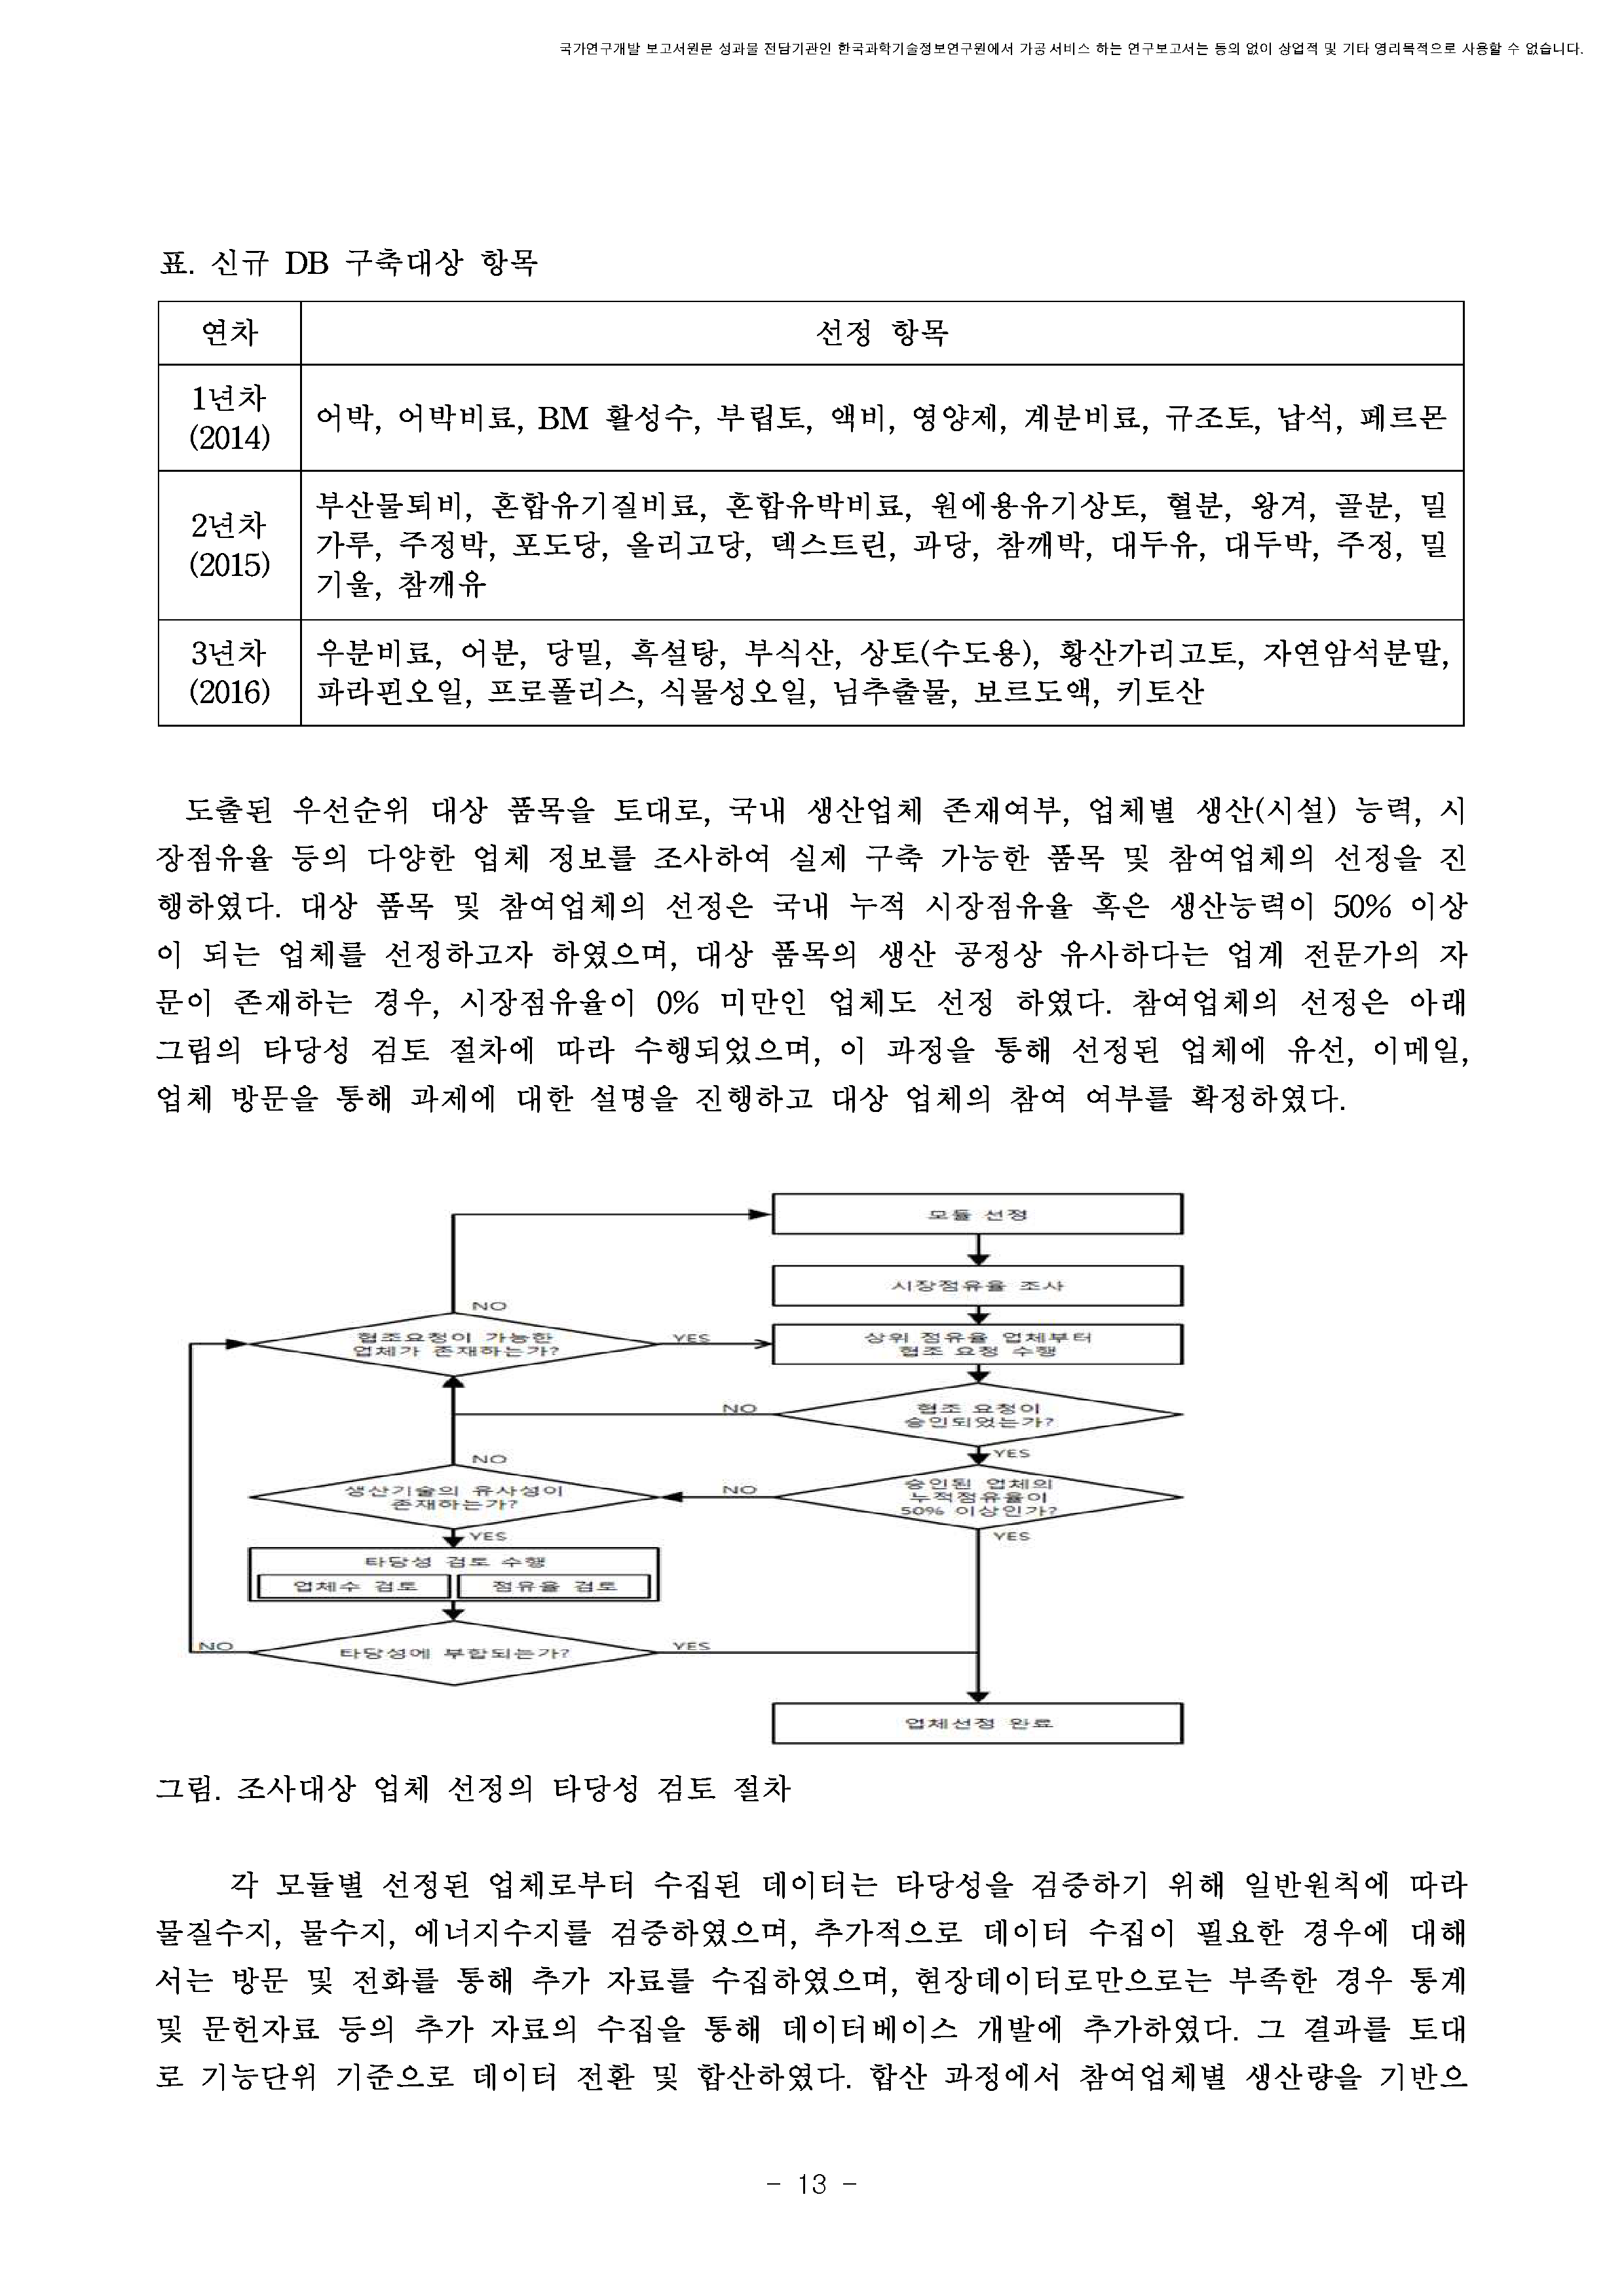 국가연구개발 보고서원문 성과물 전담기관인 한국과학기술정보연구원에서 가공·서비스 하는 연구보고서는 동의 없이 상업적 및 기타 영리목적으로 사용할 수 없습니다.
표. 신규 DB 구축대상 항목
연차
선정 항목
1년차
(2014)
어박, 어박비료, BM 활성수, 부림토, 액비, 영양제, 계분비료, 규조토, 납석, 페르몬
2년차
(2015)
부산물퇴비, 혼합유기질비료, 혼합유박비료, 원예용유기상토, 혈분, 왕겨, 골분, 밀
가루, 주정박, 포도당, 올리고당, 덱스트린, 과당, 참깨박, 대두유, 대두박, 주정, 밀
기울, 참깨유
3년차
(2016)
우분비료, 어분, 당밀, 흑설탕, 부식산, 상토(수도용), 황산가리고토, 자연암석분말,
파라핀오일, 프로폴리스, 식물성오일, 님추출물, 보르도액, 키토산
도출된 우선순위 대상 품목을 토대로, 국내 생산업체 존재여부, 업체별 생산(시설) 능력, 시
장점유율 등의 다양한 업체 정보를 조사하여 실제 구축 가능한 품목 및 참여업체의 선정을 진
행하였다. 대상 품목 및 참여업체의 선정은 국내 누적 시장점유율 혹은 생산능력이 50% 이상
이 되는 업체를 선정하고자 하였으며, 대상 품목의 생산 공정상 유사하다는 업계 전문가의 자
문이 존재하는 경우, 시장점유율이 0% 미만인 업체도 선정 하였다. 참여업체의 선정은 아래
그림의 타당성 검토 절차에 따라 수행되었으며, 이 과정을 통해 선정된 업체에 유선, 이메일,
업체 방문을 통해 과제에 대한 설명을 진행하고 대상 업체의 참여 여부를 확정하였다.
모듈 선정
시장점유율 조사
NO
협조요청이 가능한
업체가 존재하는가?
YES
상위 점유율 업체부터
협조 요청 수행
NO
협조 요청이
승인되었는가?
YES
NO
생산기술의 유사성이
존재하는가?
NO
승인된 업체의
누적점유율이
50% 이상인가?
YES
YES
타당성 검토 수행
업체수 검토
점유율 검토
NO
타당성에 부합되는가?
YES
업체선정 완료
그림. 조사대상 업체 선정의 타당성 검토 절차
각 모듈별 선정된 업체로부터 수집된 데이터는 타당성을 검증하기 위해 일반원칙에 따라
물질수지, 물수지, 에너지수지를 검증하였으며, 추가적으로 데이터 수집이 필요한 경우에 대해
서는 방문 및 전화를 통해 추가 자료를 수집하였으며, 현장데이터로만으로는 부족한 경우 통계
및 문헌자료 등의 추가 자료의 수집을 통해 데이터베이스 개발에 추가하였다. 그 결과를 토대
로 기능단위 기준으로 데이터 전환 및 합산하였다. 합산 과정에서 참여업체별 생산량을 기반으
- 13 -